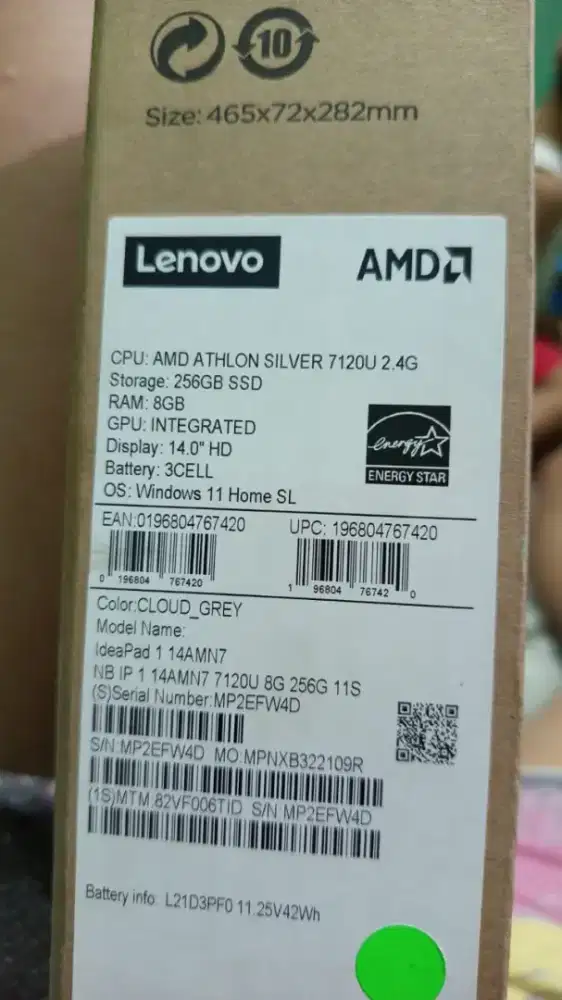 10
Size: 465x72x282mm
Lenovo
AMD
CPU: AMD ATHLON SILVER 7120U 2.4G
Storage: 256GB SSD
RAM: 8GB
GPU: INTEGRATED
Display: 14.0" HD
Battery: 3CELL
OS: Windows 11 Home SL
energy
ENERGY STAR
EAN:0196804767420
UPC: 196804767420
0 196804 767420
1 96804 76742 0
Color:CLOUD_GREY
Model Name:
IdeaPad 1 14AMN7
NB IP 1 14AMN7 7120U 8G 256G 11S
(S)Serial Number:MP2EFW4D
S/N MP2EFW4D MO:MPNXB322109R
(1S)MTM 82VF006TID S/N MP2EFW4D
Battery info: L21D3PF0 11.25V42Wh